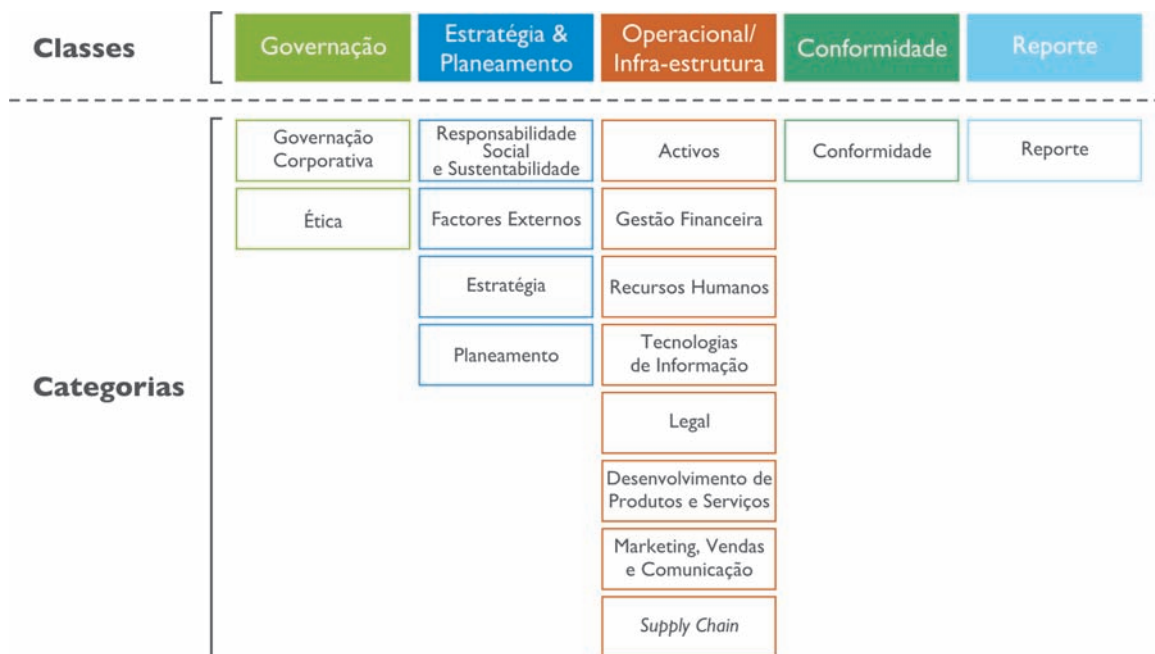 Classes
Governação
Estratégia &
Planeamento
Operacional/
Infra-estrutura
Conformidade
Reporte
Categorias
Governação
Corporativa
Ética
Responsabilidade
Social
e Sustentabilidade
Factores Externos
Estratégia
Planeamento
Activos
Gestão Financeira
Recursos Humanos
Tecnologias
de Informação
Legal
Desenvolvimento de
Produtos e Serviços
Marketing, Vendas
e Comunicação
Supply Chain
Conformidade
Reporte